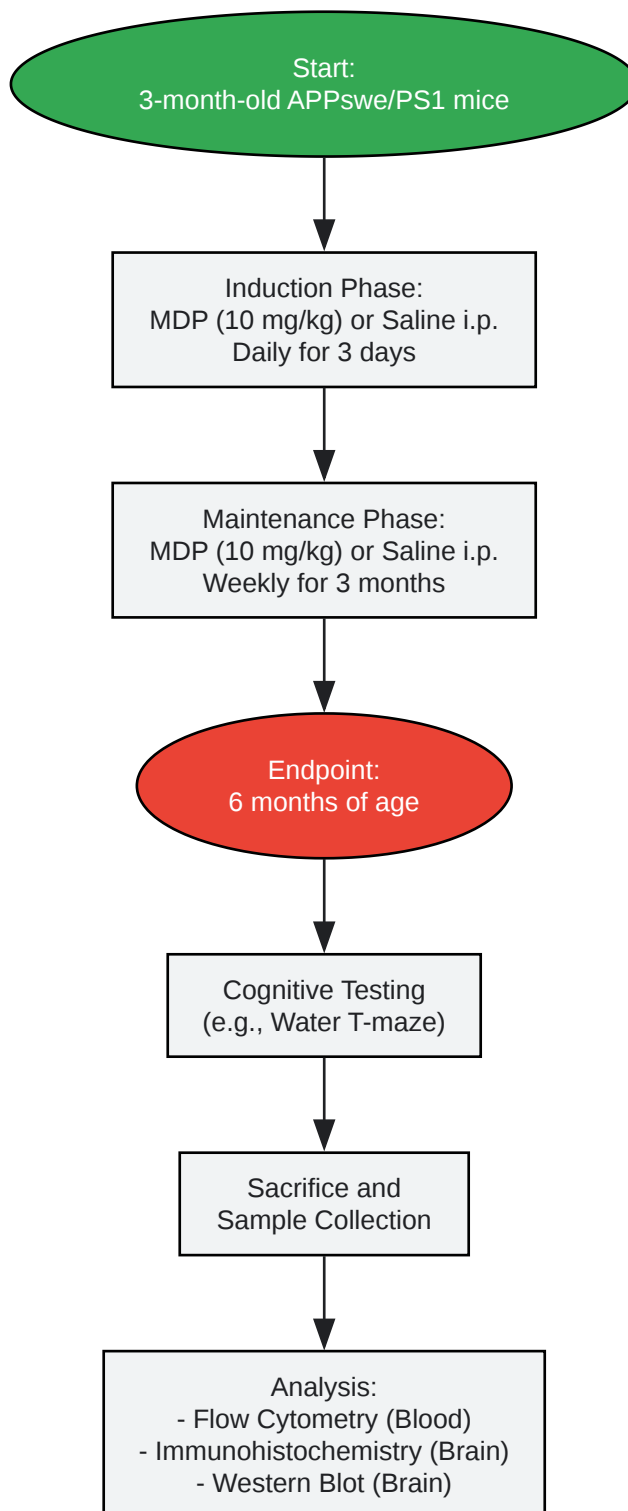 Start:
3-month-old APPswe/PS1 mice
Induction Phase:
MDP (10 mg/kg) or Saline i.p.
Daily for 3 days
Maintenance Phase:
MDP (10 mg/kg) or Saline i.p.
Weekly for 3 months
Endpoint:
6 months of age
Cognitive Testing
(e.g., Water T-maze)
Sacrifice and
Sample Collection
Analysis:
- Flow Cytometry (Blood)
- Immunohistochemistry (Brain)
- Western Blot (Brain)